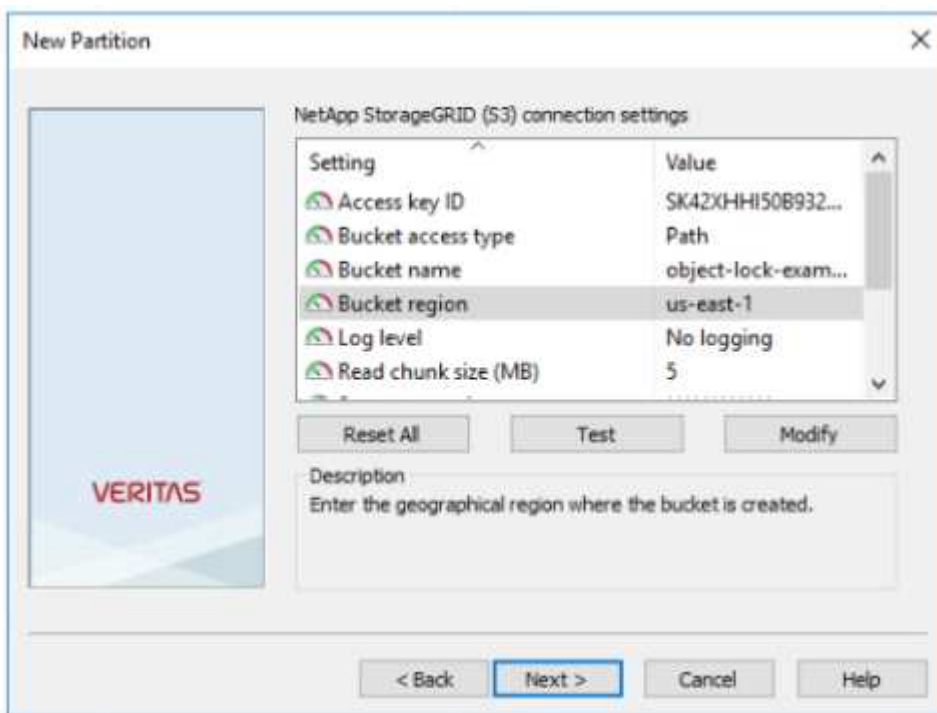 New Partition
NetApp StorageGRID (S3) connection settings
Setting Value
Access key ID SK42XHHI50B932...
Bucket access type Path
Bucket name object-lock-exam...
Bucket region us-east-1
Log level No logging
Read chunk size (MB) 5
Reset All Test Modify
Description
Enter the geographical region where the bucket is created.
VERITAS
< Back Next > Cancel Help